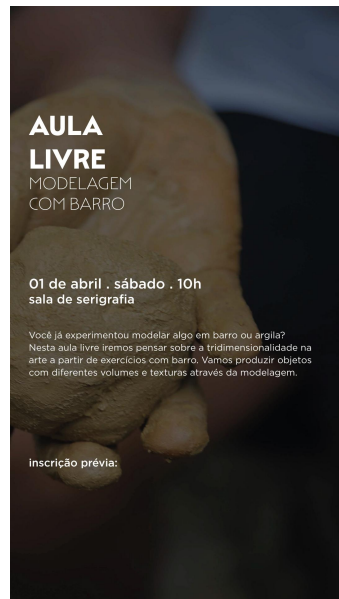 AULA
LIVRE
MODELAGEM
COM BARRO
01 de abril . sábado . 10h
sala de serigrafia
Você já experimentou modelar algo em barro ou argila?
Nesta aula livre iremos pensar sobre a tridimensionalidade na
arte a partir de exercícios com barro. Vamos produzir objetos
com diferentes volumes e texturas através da modelagem.
inscrição prévia: